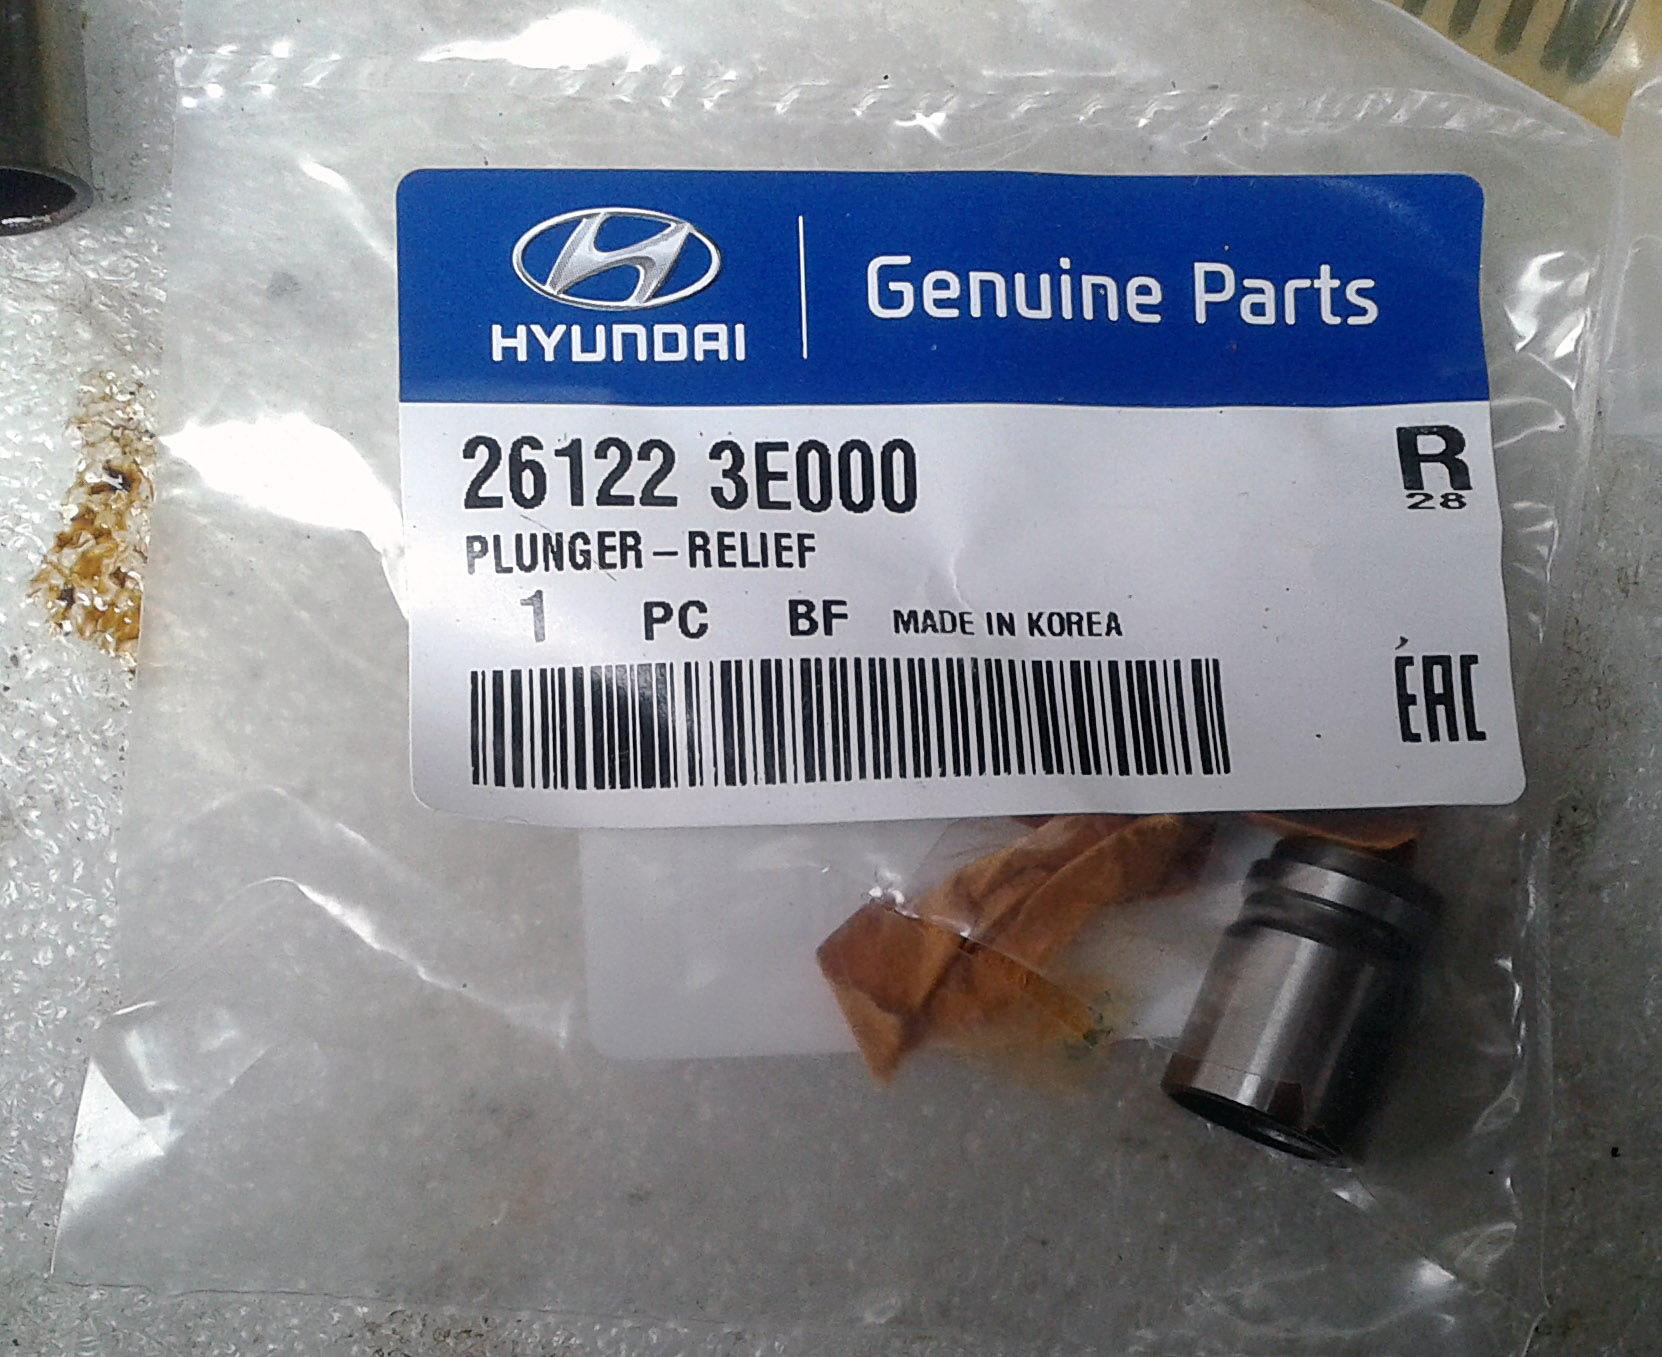 HYUNDAI
Genuine Parts
26122 3E000
R
28
PLUNGER-RELIEF
1 PC BF MADE IN KOREA
EAC